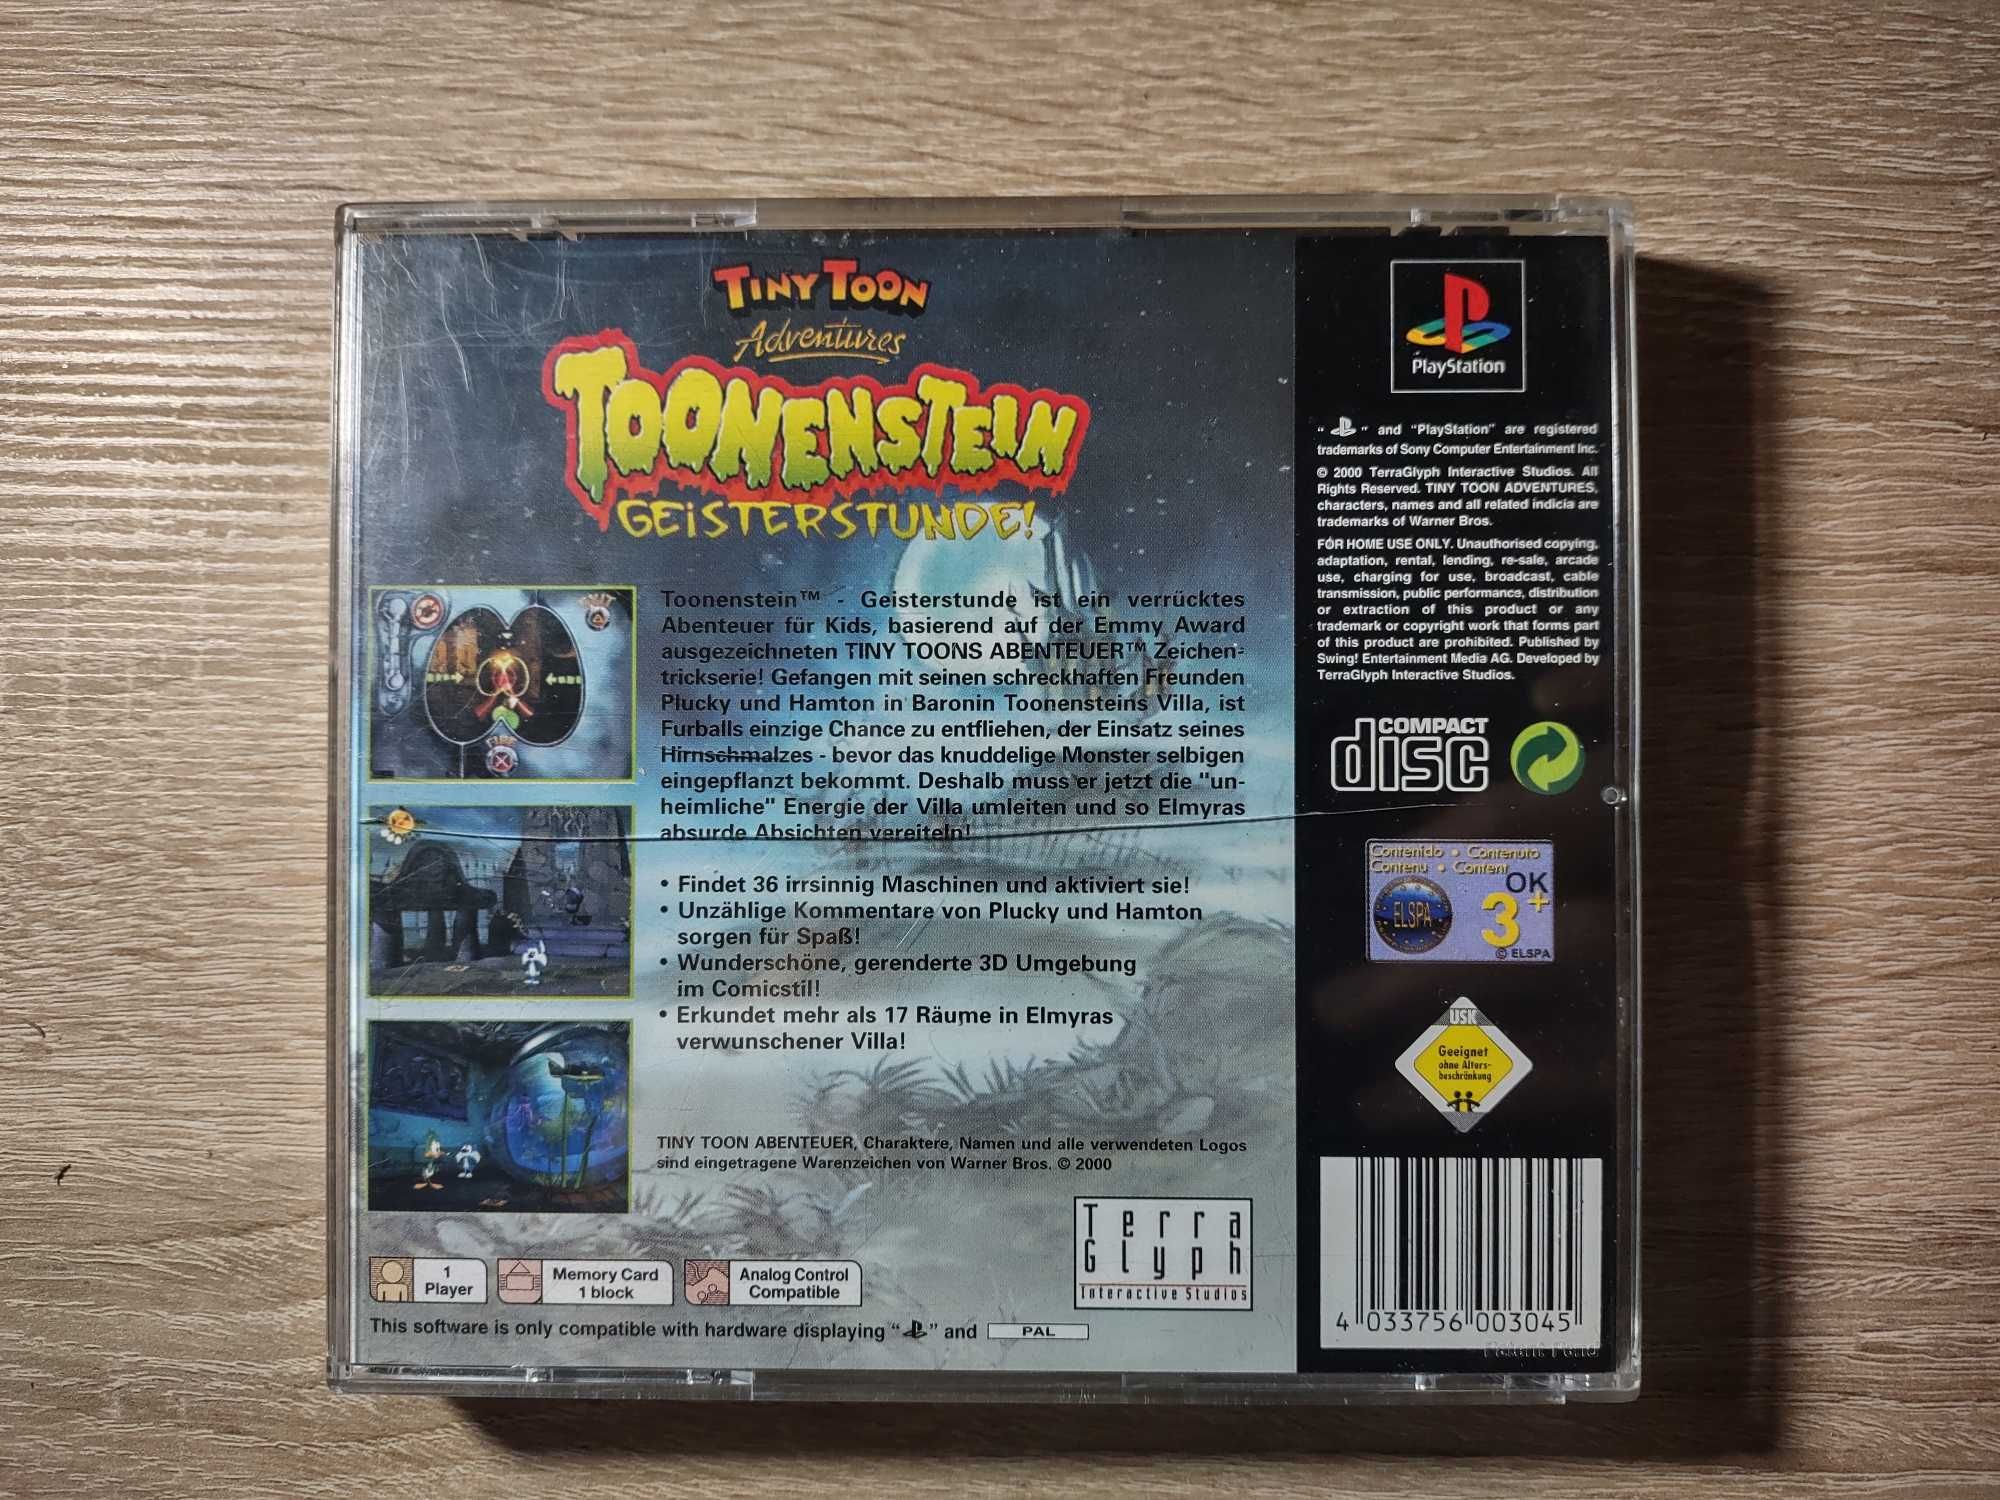 TINY TOON
Adventures
TOONENSTEIN
GEiSTERSTUNDE!
Toonenstein™ - Geisterstunde ist ein verrücktes
Abenteuer für Kids, basierend auf der Emmy Award
ausgezeichneten TINY TOONS ABENTEUER™ Zeichen-
trickserie! Gefangen mit seinen schreckhaften Freunden
Plucky und Hamton in Baronin Toonensteins Villa, ist
Furballs einzige Chance zu entfliehen, der Einsatz seines
Hirnschmalzes - bevor das knuddelige Monster selbigen
eingepflanzt bekommt. Deshalb muss er jetzt die "un-
heimliche" Energie der Villa umleiten und so Elmyras
absurde Absichten vereiteln!
• Findet 36 irrsinnig Maschinen und aktiviert sie!
• Unzählige Kommentare von Plucky und Hamton
sorgen für Spaß!
• Wunderschöne, gerenderte 3D Umgebung
im Comicstil!
• Erkundet mehr als 17 Räume in Elmyras
verwunschener Villa!
TINY TOON ABENTEUER, Charaktere, Namen und alle verwendeten Logos
sind eingetragene Warenzeichen von Warner Bros. © 2000
Terra
Glyph
Interactive Studios
1
Player
Memory Card
1 block
Analog Control
Compatible
This software is only compatible with hardware displaying " " and PAL
PlayStation
" " and "PlayStation" are registered
trademarks of Sony Computer Entertainment Inc.
© 2000 TerraGlyph Interactive Studios. All
Rights Reserved. TINY TOON ADVENTURES,
characters, names and all related indicia are
trademarks of Warner Bros.
FOR HOME USE ONLY. Unauthorised copying,
adaptation, rental, lending, re-sale, arcade
use, charging for use, broadcast, cable
transmission, public performance, distribution
or extraction of this product or any
trademark or copyright work that forms part
of this product are prohibited. Published by
Swing! Entertainment Media AG. Developed by
TerraGlyph Interactive Studios.
COMPACT
disc
Contenido • Contenuto
Contenu • Content
OK
ELSPA
3+
© ELSPA
USK
Geeignet
ohne Alters-
beschränkung
4 033756 003045